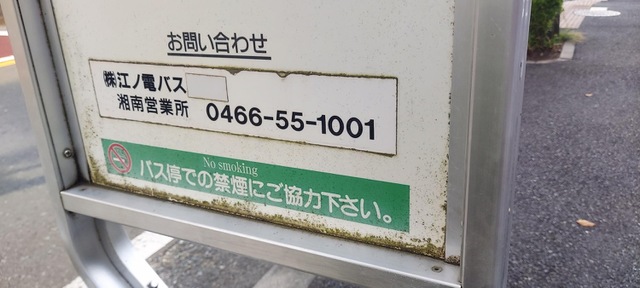 お問い合わせ
㈱江ノ電バス
湘南営業所 0466-55-1001
No smoking
バス停での禁煙にご協力下さい。